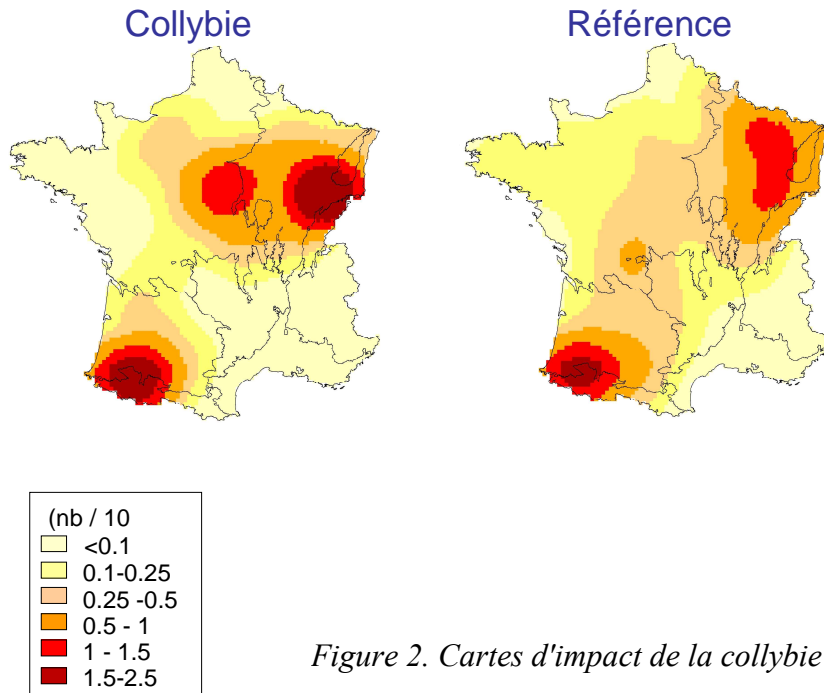 Collybie
Référence
(nb / 10
<0.1
0.1-0.25
0.25 -0.5
0.5 - 1
1 - 1.5
1.5-2.5
Figure 2. Cartes d'impact de la collybie